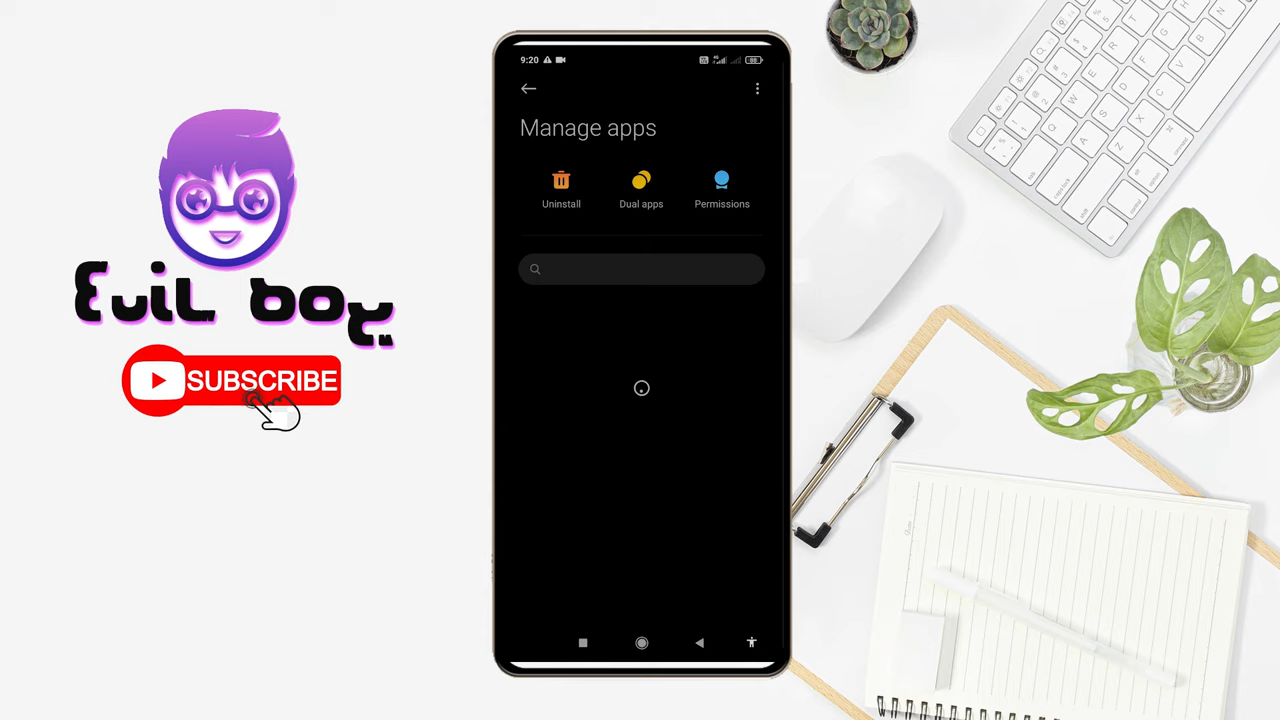 Evil boy
SUBSCRIBE
9:20
Manage apps
Uninstall
Dual apps
Permissions